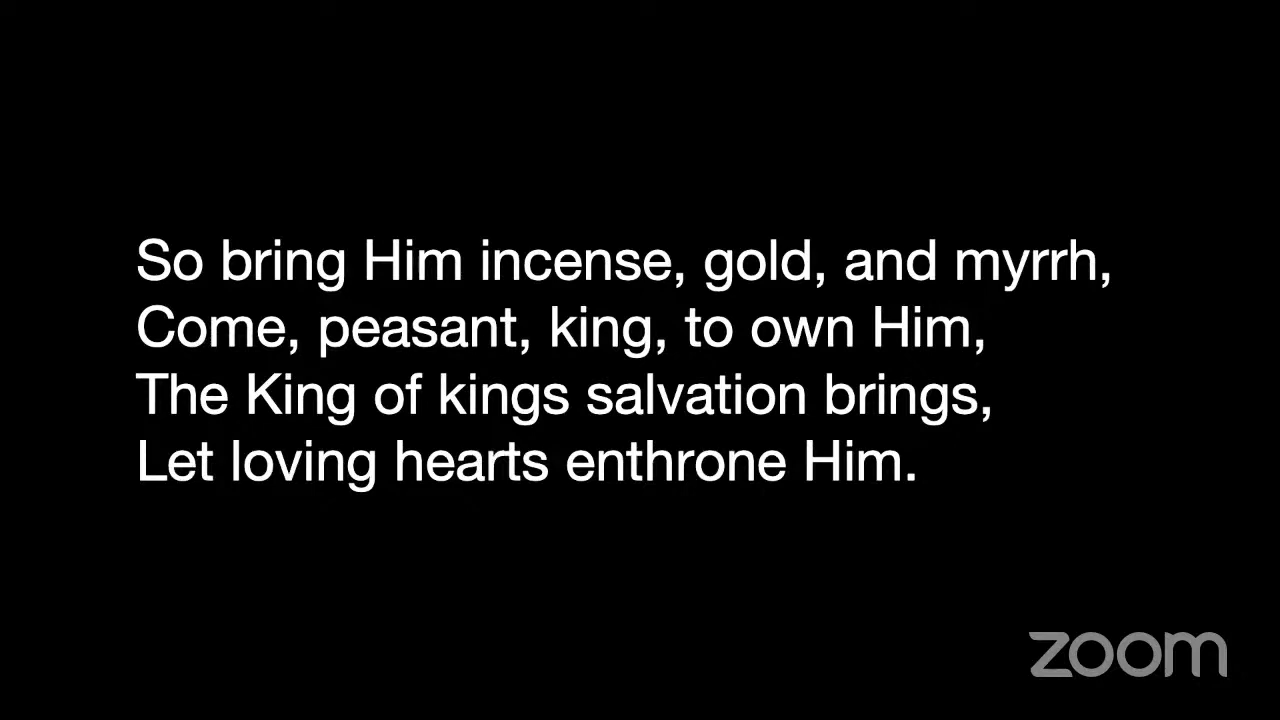 So bring Him incense, gold, and myrrh,
Come, peasant, king, to own Him,
The King of kings salvation brings,
Let loving hearts enthrone Him.
zoom